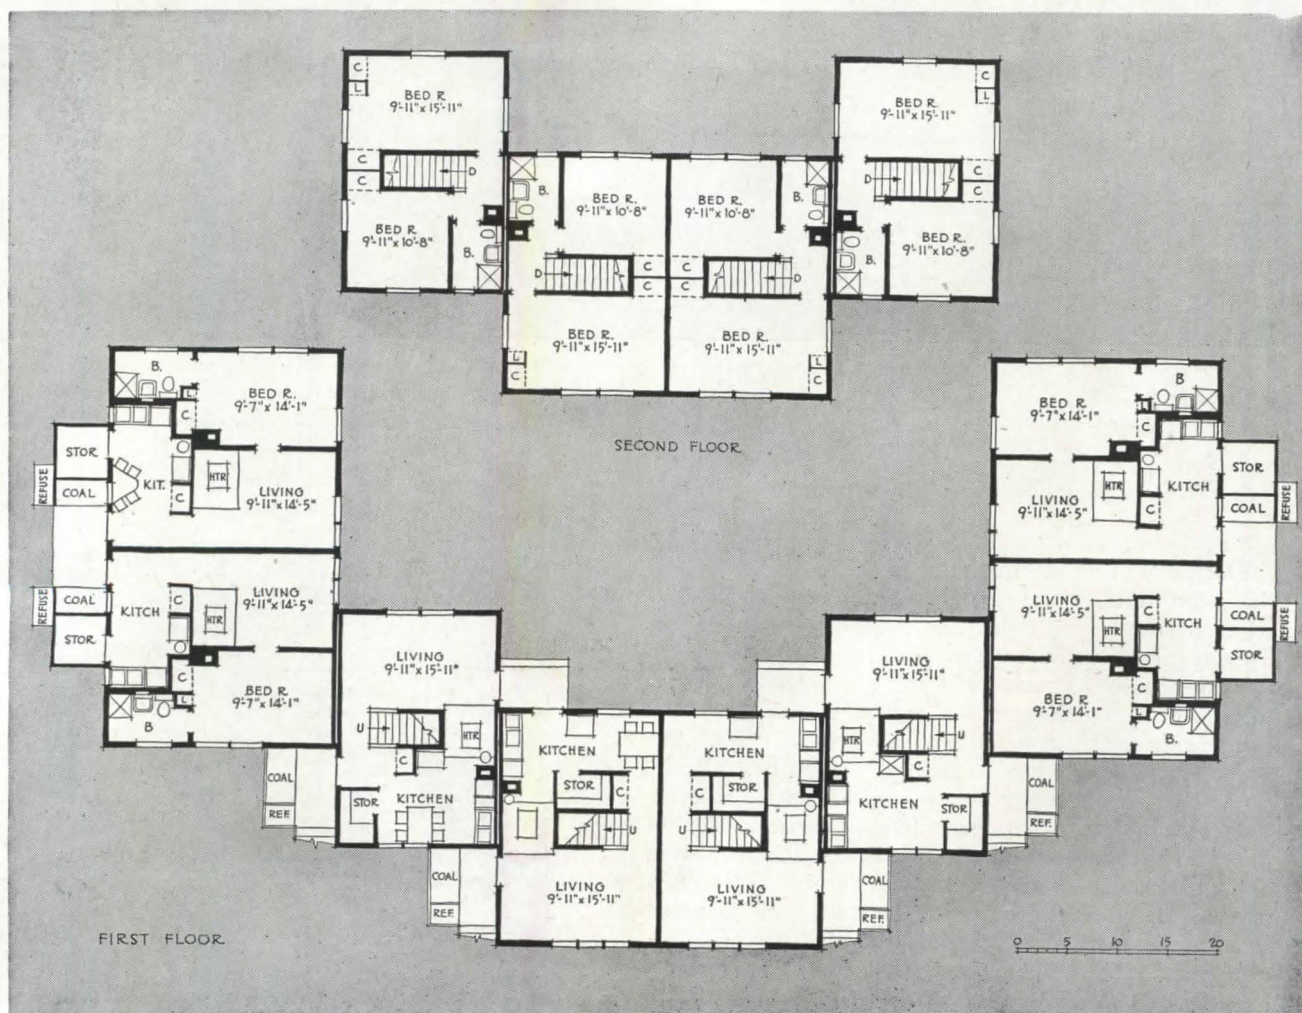 C
L
BED R.
9'-11" x 15'-11"
C
C
D
BED R.
9'-11" x 10'-8"
B.
B.
BED R.
9'-11" x 10'-8"
D
C
C
BED R.
9'-11" x 15'-11"
L
C
BED R.
9'-11" x 10'-8"
B.
C
C
D
BED R.
9'-11" x 15'-11"
L
C
BED R.
9'-11" x 15'-11"
C
L
D
C
C
B.
BED R.
9'-11" x 10'-8"
SECOND FLOOR
B.
L
C
BED R.
9'-7" x 14'-1"
STOR
COAL
REFUSE
KIT.
C
HTR
LIVING
9'-11" x 14'-5"
REFUSE
COAL
STOR
KITCH
C
HTR
LIVING
9'-11" x 14'-5"
C
L
BED R.
9'-7" x 14'-1"
B
BED R.
9'-7" x 14'-1"
B
L
C
LIVING
9'-11" x 14'-5"
HTR
C
KITCH
STOR
COAL
REFUSE
LIVING
9'-11" x 14'-5"
HTR
C
KITCH
COAL
STOR
REFUSE
BED R.
9'-7" x 14'-1"
C
L
B.
COAL
REF.
LIVING
9'-11" x 15'-11"
U
HTR
C
STOR
KITCHEN
COAL
REF.
KITCHEN
STOR
C
U
LIVING
9'-11" x 15'-11"
KITCHEN
C
STOR
U
LIVING
9'-11" x 15'-11"
LIVING
9'-11" x 15'-11"
HTR
U
C
KITCHEN
STOR
COAL
REF.
COAL
REF.
FIRST FLOOR
0 5 10 15 20